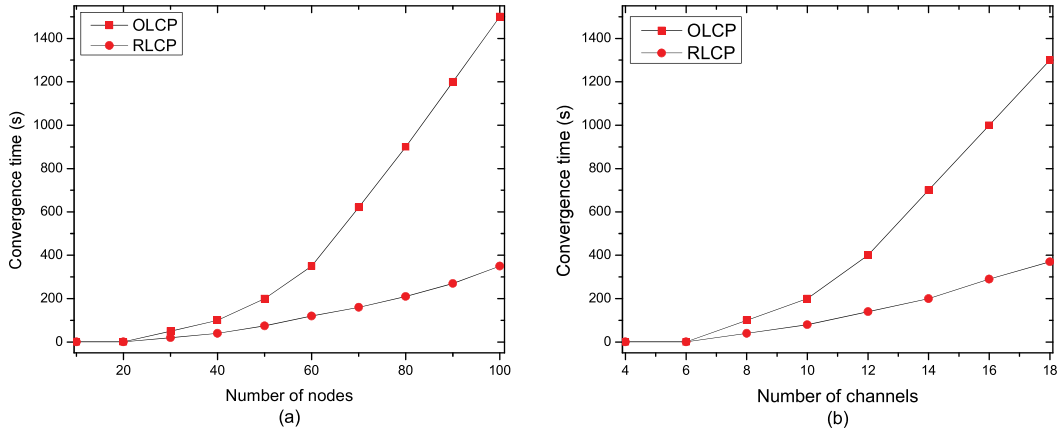 OLCP
RLCP
1400
1200
1000
800
600
400
200
0
Convergence time (s)
20
40
60
80
100
Number of nodes
(a)
OLCP
RLCP
1400
1200
1000
800
600
400
200
0
Convergence time (s)
4
6
8
10
12
14
16
18
Number of channels
(b)